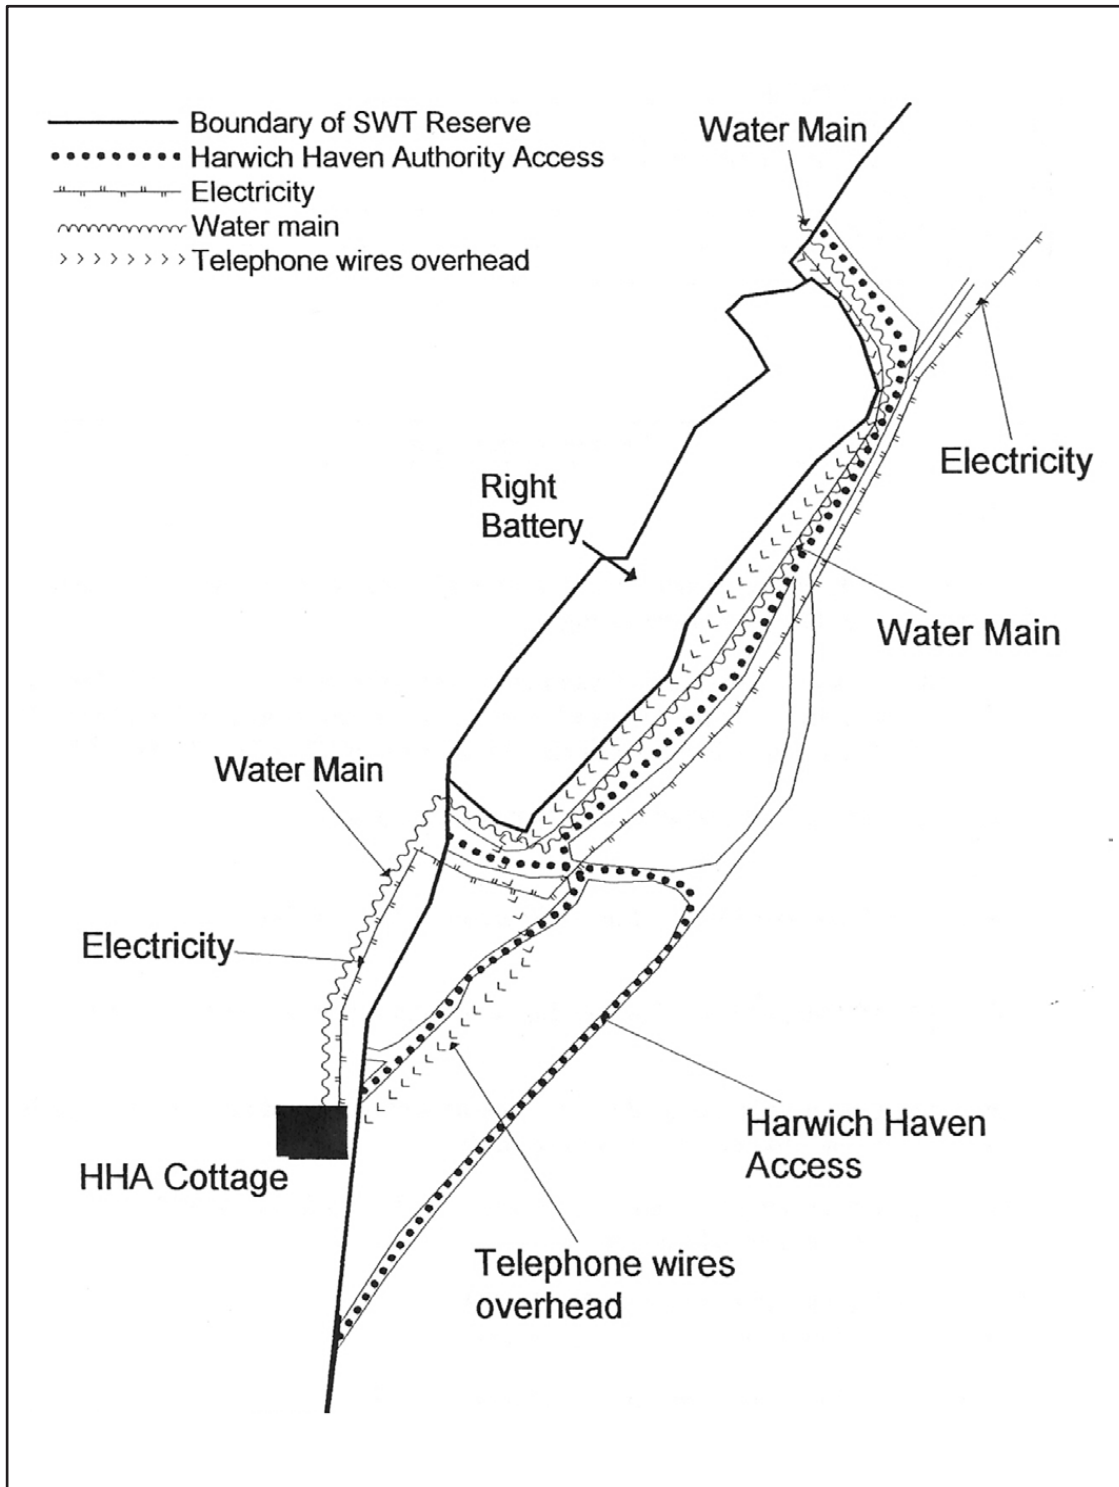 Boundary of SWT Reserve
Harwich Haven Authority Access
Electricity
Water main
Telephone wires overhead
Water Main
Electricity
Right
Battery
Water Main
Water Main
Electricity
Harwich Haven
Access
HHA Cottage
Telephone wires
overhead